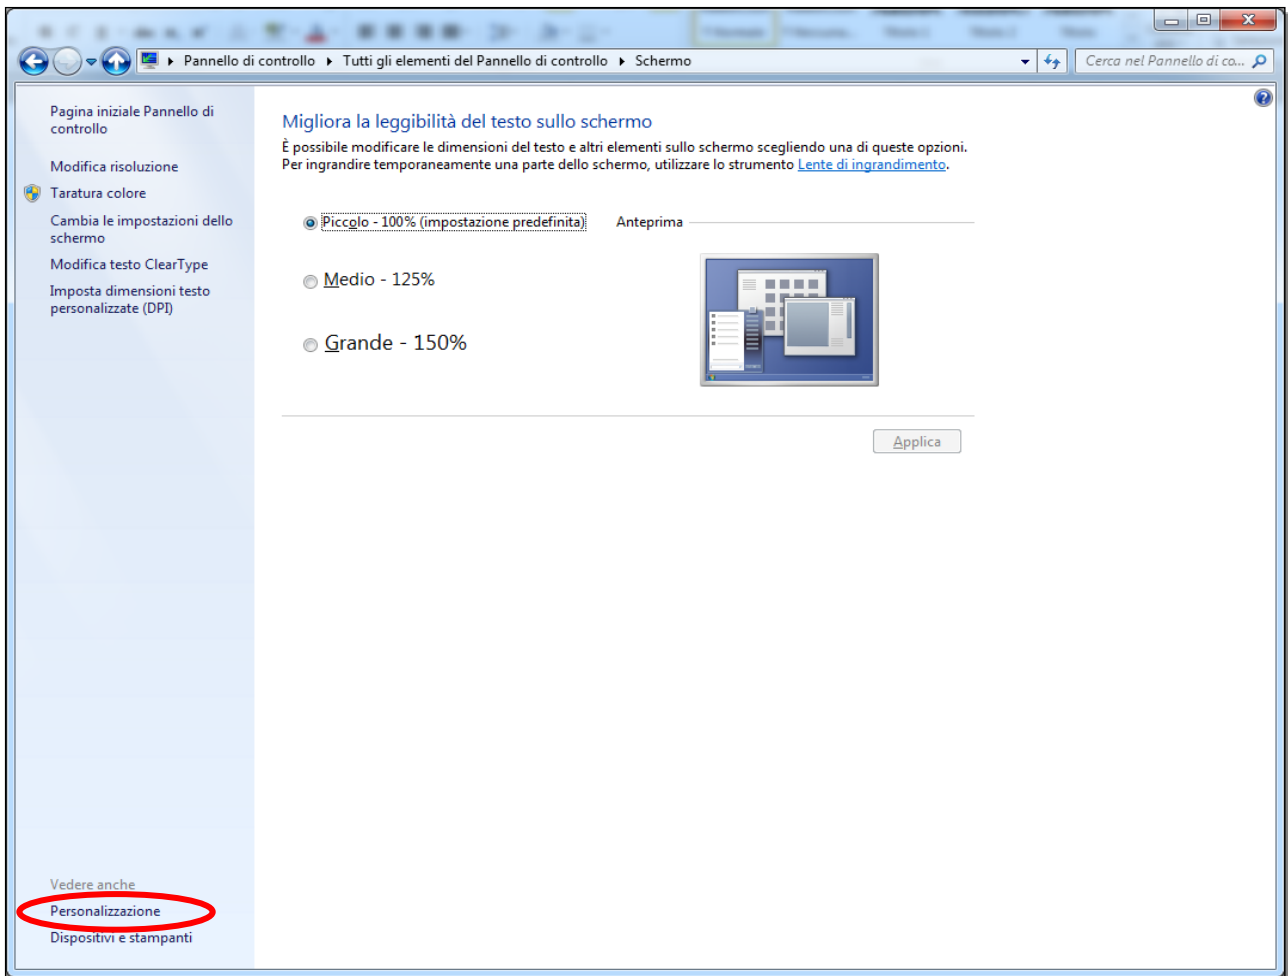 Pannello di controllo Tutti gli elementi del Pannello di controllo Schermo
Cerca nel Pannello di co...
Pagina iniziale Pannello di
controllo
Modifica risoluzione
Taratura colore
Cambia le impostazioni dello
schermo
Modifica testo ClearType
Imposta dimensioni testo
personalizzate (DPI)
Migliora la leggibilità del testo sullo schermo
È possibile modificare le dimensioni del testo e altri elementi sullo schermo scegliendo una di queste opzioni.
Per ingrandire temporaneamente una parte dello schermo, utilizzare lo strumento Lente di ingrandimento.
Piccolo - 100% (impostazione predefinita)
Anteprima
Medio - 125%
Grande - 150%
Applica
Vedere anche
Personalizzazione
Dispositivi e stampanti